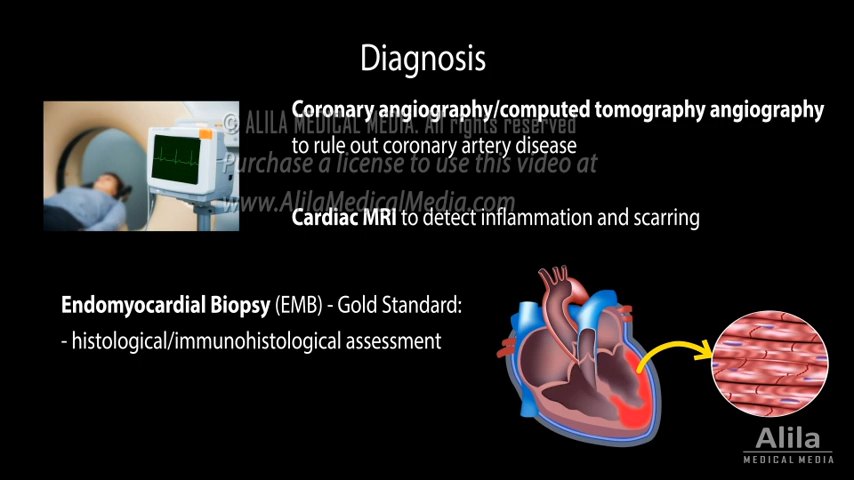 Diagnosis
Coronary angiography/computed tomography angiography
© ALILA MEDICAL MEDIA. All rights reserved
to rule out coronary artery disease
Purchase a license to use this video at
www.AlilaMedicalMedia.com
Cardiac MRI to detect inflammation and scarring
Endomyocardial Biopsy (EMB) - Gold Standard:
- histological/immunohistological assessment
Alila
MEDICAL MEDIA